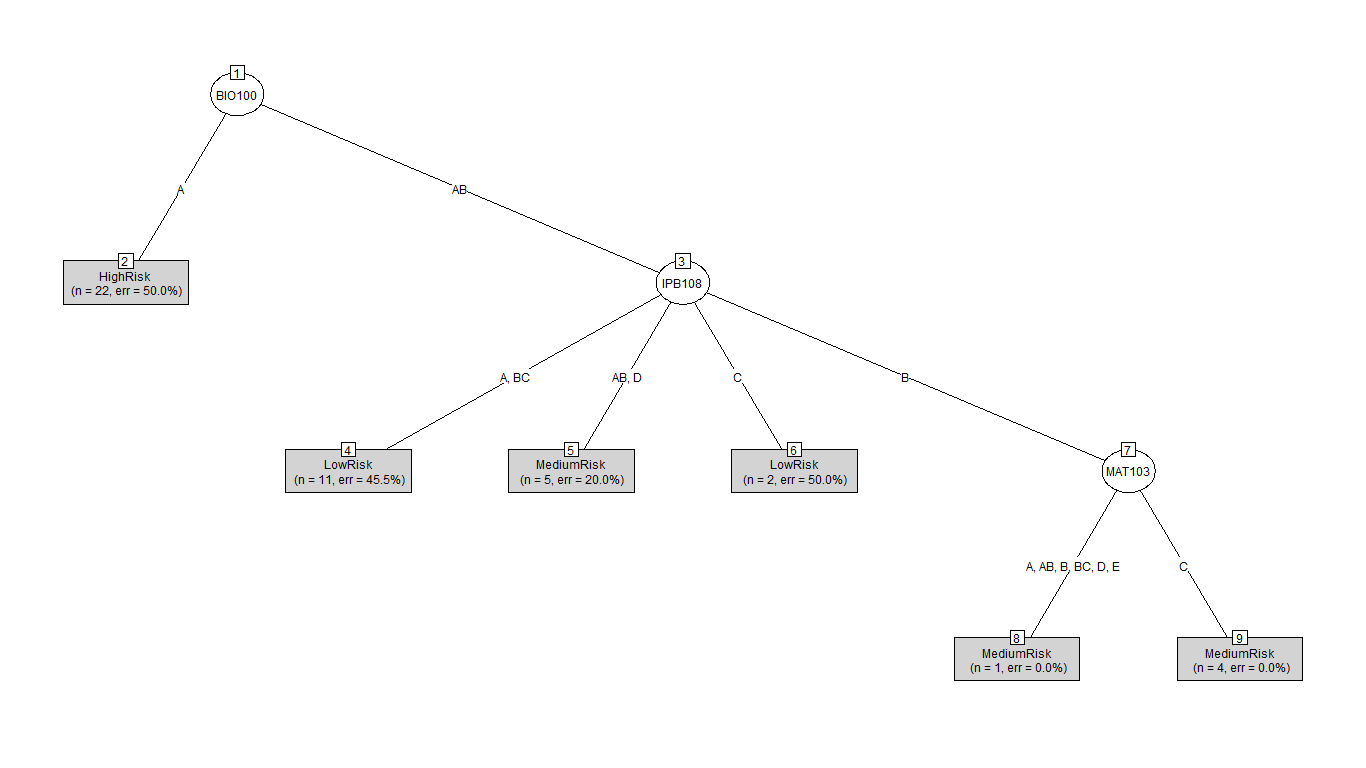 1
BIO100
A
AB
2
HighRisk
(n = 22, err = 50.0%)
3
IPB108
A, BC
AB, D
C
B
4
LowRisk
(n = 11, err = 45.5%)
5
MediumRisk
(n = 5, err = 20.0%)
6
LowRisk
(n = 2, err = 50.0%)
7
MAT103
A, AB, B, BC, D, E
C
8
MediumRisk
(n = 1, err = 0.0%)
9
MediumRisk
(n = 4, err = 0.0%)